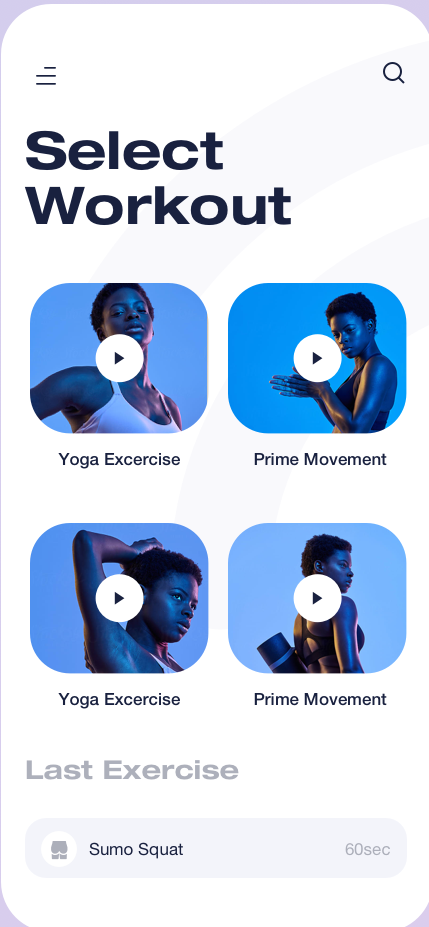 Select
Workout
Yoga Excercise
Prime Movement
Yoga Excercise
Prime Movement
Last Exercise
Sumo Squat
60sec